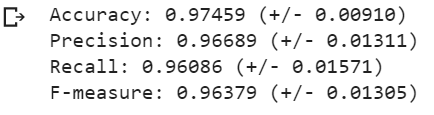 Accuracy: 0.97459 (+/- 0.00910)
Precision: 0.96689 (+/- 0.01311)
Recall: 0.96086 (+/- 0.01571)
F-measure: 0.96379 (+/- 0.01305)